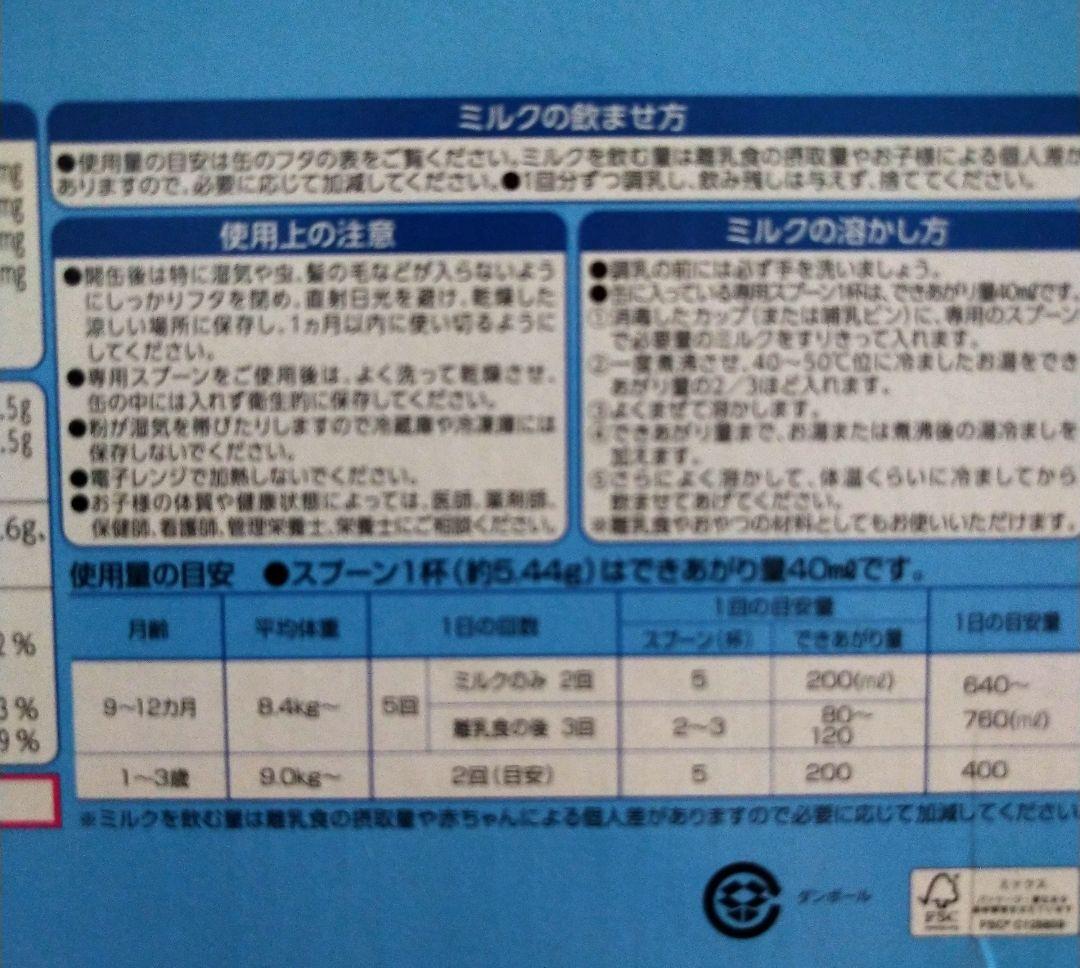 ミルクの飲ませ方
●使用量の目安は缶のフタの表をご覧ください。ミルクを飲む量は離乳食の摂取量やお子様による個人差が
ありますので、必要に応じて加減してください。●1回分ずつ調乳し、飲み残しは与えず、捨ててください。
使用上の注意
●開缶後は特に湿気や虫、髪の毛などが入らないよう
にしっかりフタを閉め、直射日光を避け、乾燥した
涼しい場所に保存し、1ヵ月以内に使い切るように
してください。
●専用スプーンをご使用後は、よく洗って乾燥させ、
缶の中には入れず衛生的に保存してください。
●粉が湿気を帯びたりしますので冷蔵庫や冷凍庫には
保存しないでください。
●電子レンジで加熱しないでください。
●お子様の体質や健康状態によっては、医師、薬剤師、
保健師、看護師、管理栄養士、栄養士にご相談ください。
ミルクの溶かし方
●調乳の前には必ず手を洗いましょう。
●缶に入っている専用スプーン1杯は、できあがり量40mlです。
①消毒したカップ(または哺乳ビン)に、専用のスプーン
で必要量のミルクをすりきって入れます。
②一度煮沸させ、40〜50℃位に冷ましたお湯をでき
あがり量の2/3ほど入れます。
③よくまぜて溶かします。
④できあがり量まで、お湯または煮沸後の湯冷ましを
加えます。
⑤さらによく溶かして、体温くらいに冷ましてから
飲ませてあげてください。
※離乳食やおやつの材料としてもお使いいただけます。
使用量の目安 ●スプーン1杯(約5.44g)はできあがり量40mlです。
月齢 平均体重 1日の回数 1回の目安量 1日の目安量
スプーン(杯) できあがり量
9〜12カ月 8.4kg〜 5回 ミルクのみ 2回 5 200(ml) 640〜
760(ml)
離乳食の後 3回 2〜3 80〜
120
1〜3歳 9.0kg〜 2回(目安) 5 200 400
※ミルクを飲む量は離乳食の摂取量や赤ちゃんによる個人差がありますので必要に応じて加減してください
ダンボール
ミックス
FSC
mg
mg
mg
mg
.5g
.5g
.6g、
2%
3%
9%